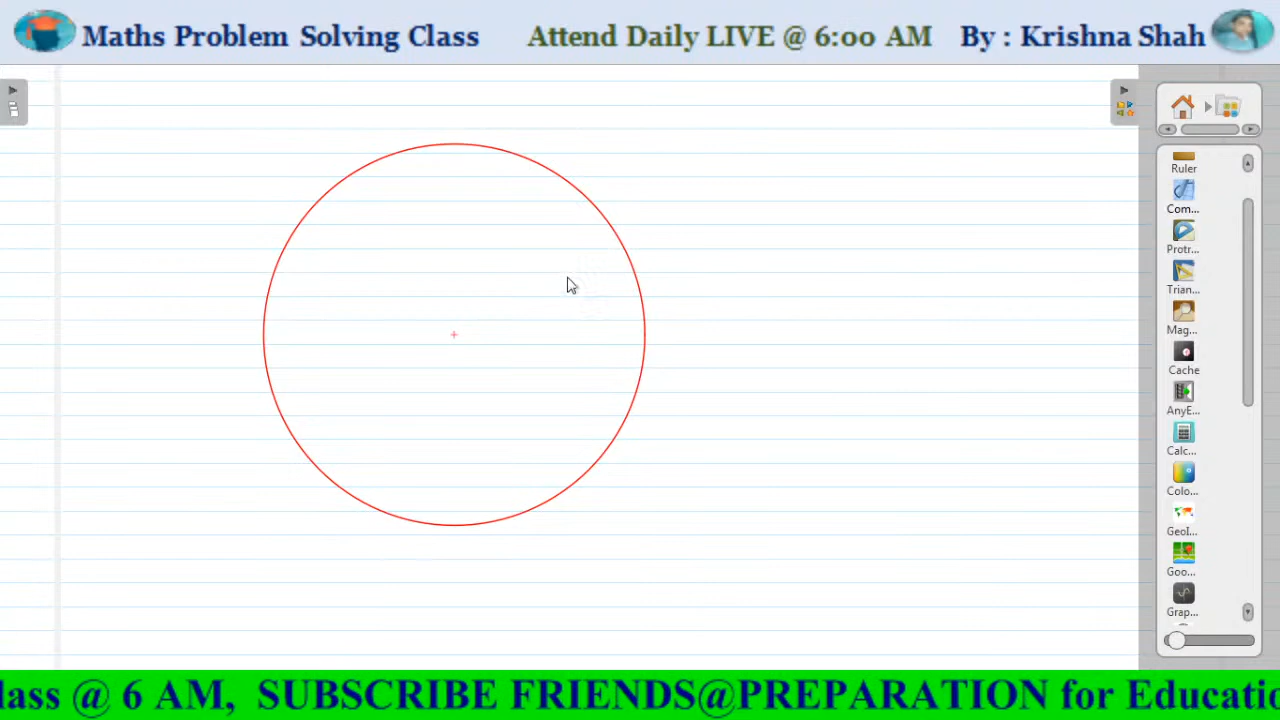 Maths Problem Solving Class Attend Daily LIVE @ 6:00 AM By : Krishna Shah
Ruler
Com...
Protr...
Trian...
Mag...
Cache
AnyE...
Calc...
Colo...
GeoI...
Goo...
Grap...
lass @ 6 AM, SUBSCRIBE FRIENDS@PREPARATION for Educatio